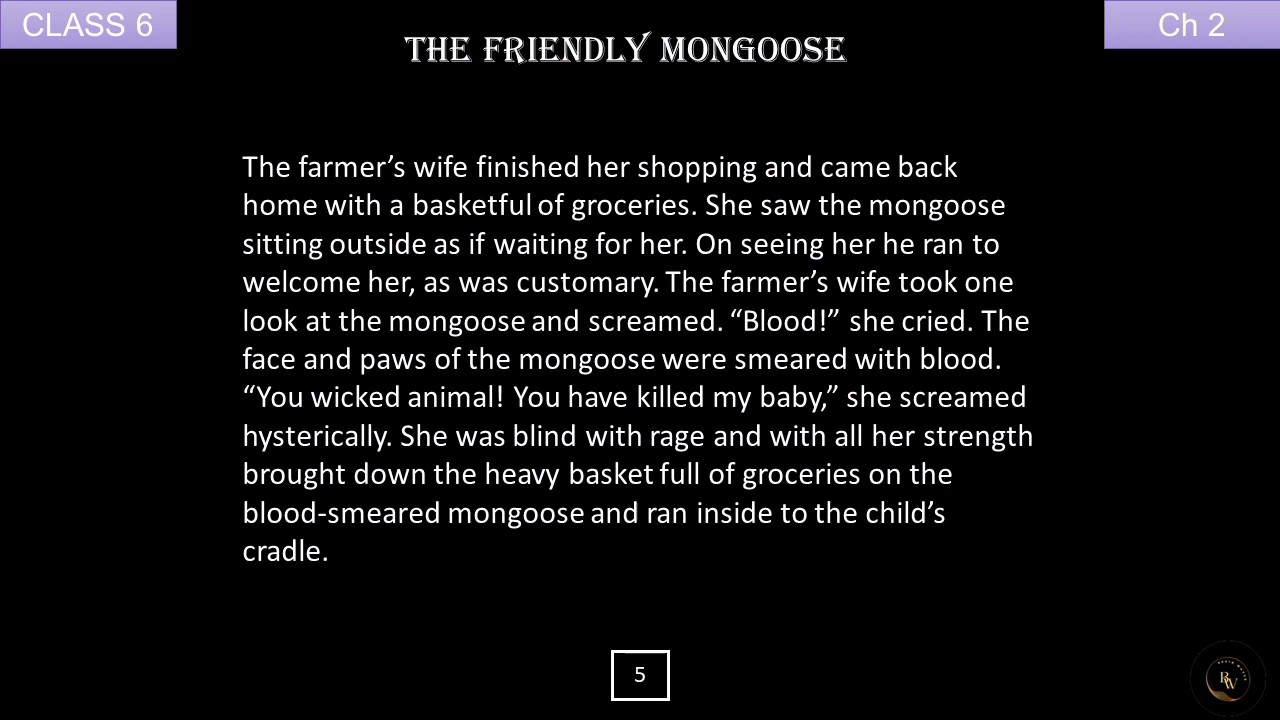 CLASS 6
THE FRIENDLY MONGOOSE
Ch 2
The farmer’s wife finished her shopping and came back
home with a basketful of groceries. She saw the mongoose
sitting outside as if waiting for her. On seeing her he ran to
welcome her, as was customary. The farmer’s wife took one
look at the mongoose and screamed. “Blood!” she cried. The
face and paws of the mongoose were smeared with blood.
“You wicked animal! You have killed my baby,” she screamed
hysterically. She was blind with rage and with all her strength
brought down the heavy basket full of groceries on the
blood-smeared mongoose and ran inside to the child’s
cradle.
5
RW